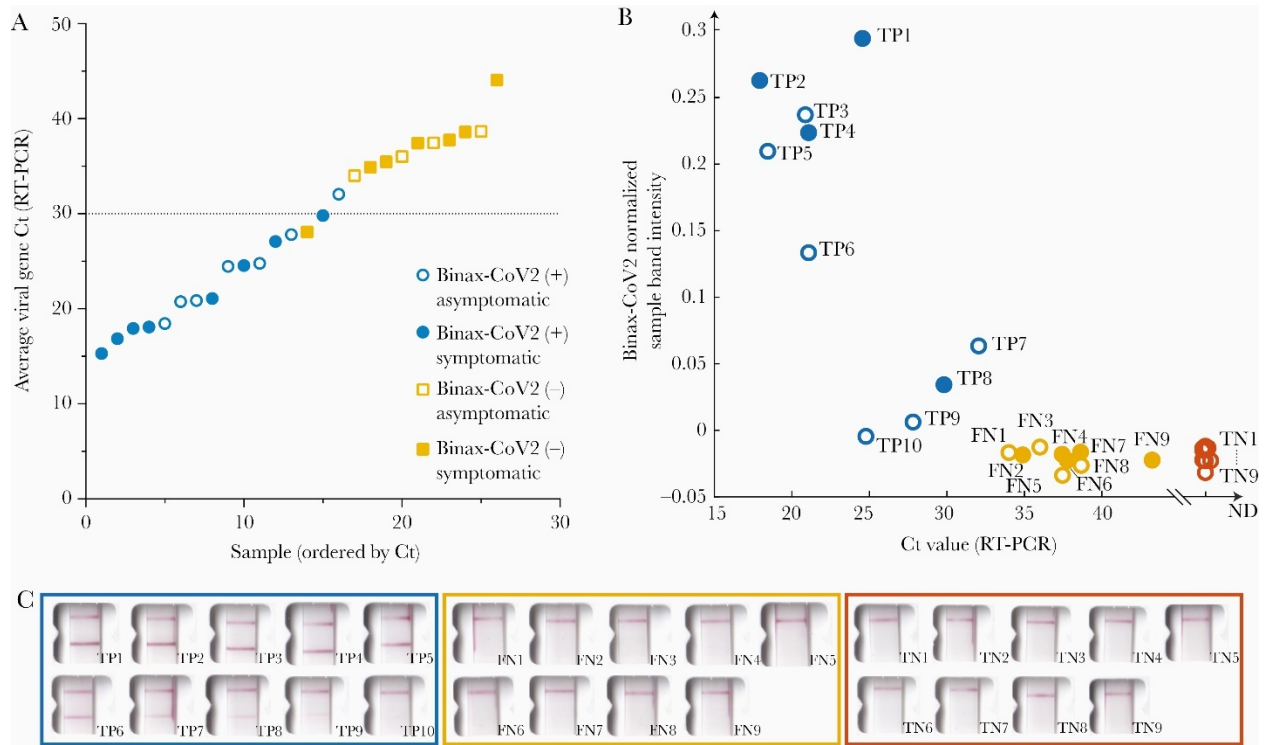 A
50
40
30
20
10
0
Average viral gene Ct (RT-PCR)
0
10
20
30
Sample (ordered by Ct)
Binax-CoV2 (+)
asymptomatic
Binax-CoV2 (+)
symptomatic
Binax-CoV2 (–)
asymptomatic
Binax-CoV2 (–)
symptomatic
B
0.3
0.25
0.2
0.15
0.1
0.05
0
–0.05
Binax-CoV2 normalized
sample band intensity
TP1
TP2
TP3
TP4
TP5
TP6
TP7
TP8
TP9
TP10
FN1
FN2
FN3
FN4
FN5
FN6
FN7
FN8
FN9
TN1
TN9
15
20
25
30
35
40
ND
Ct value (RT-PCR)
C
TP1
TP2
TP3
TP4
TP5
TP6
TP7
TP8
TP9
TP10
FN1
FN2
FN3
FN4
FN5
FN6
FN7
FN8
FN9
TN1
TN2
TN3
TN4
TN5
TN6
TN7
TN8
TN9